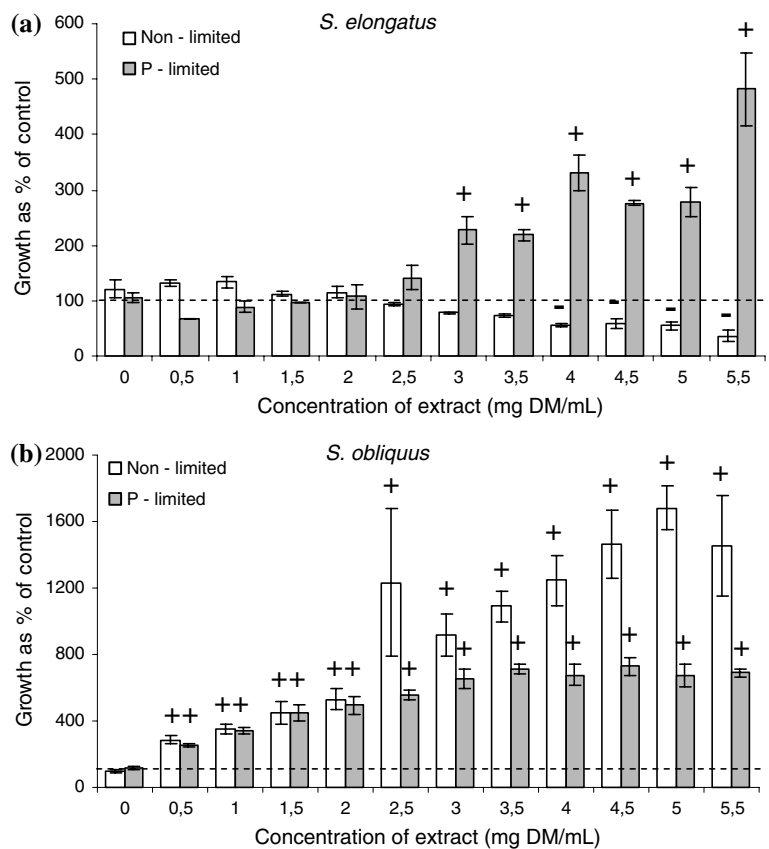 (a)
S. elongatus
Non - limited
P - limited
Growth as % of control
600
500
400
300
200
100
0
+ + + + + +
- - - -
0 0,5 1 1,5 2 2,5 3 3,5 4 4,5 5 5,5
Concentration of extract (mg DM/mL)
(b)
S. obliquus
Non - limited
P - limited
Growth as % of control
2000
1600
1200
800
400
0
++ ++ ++ ++ + + + + + + + + + + + + + +
0 0,5 1 1,5 2 2,5 3 3,5 4 4,5 5 5,5
Concentration of extract (mg DM/mL)